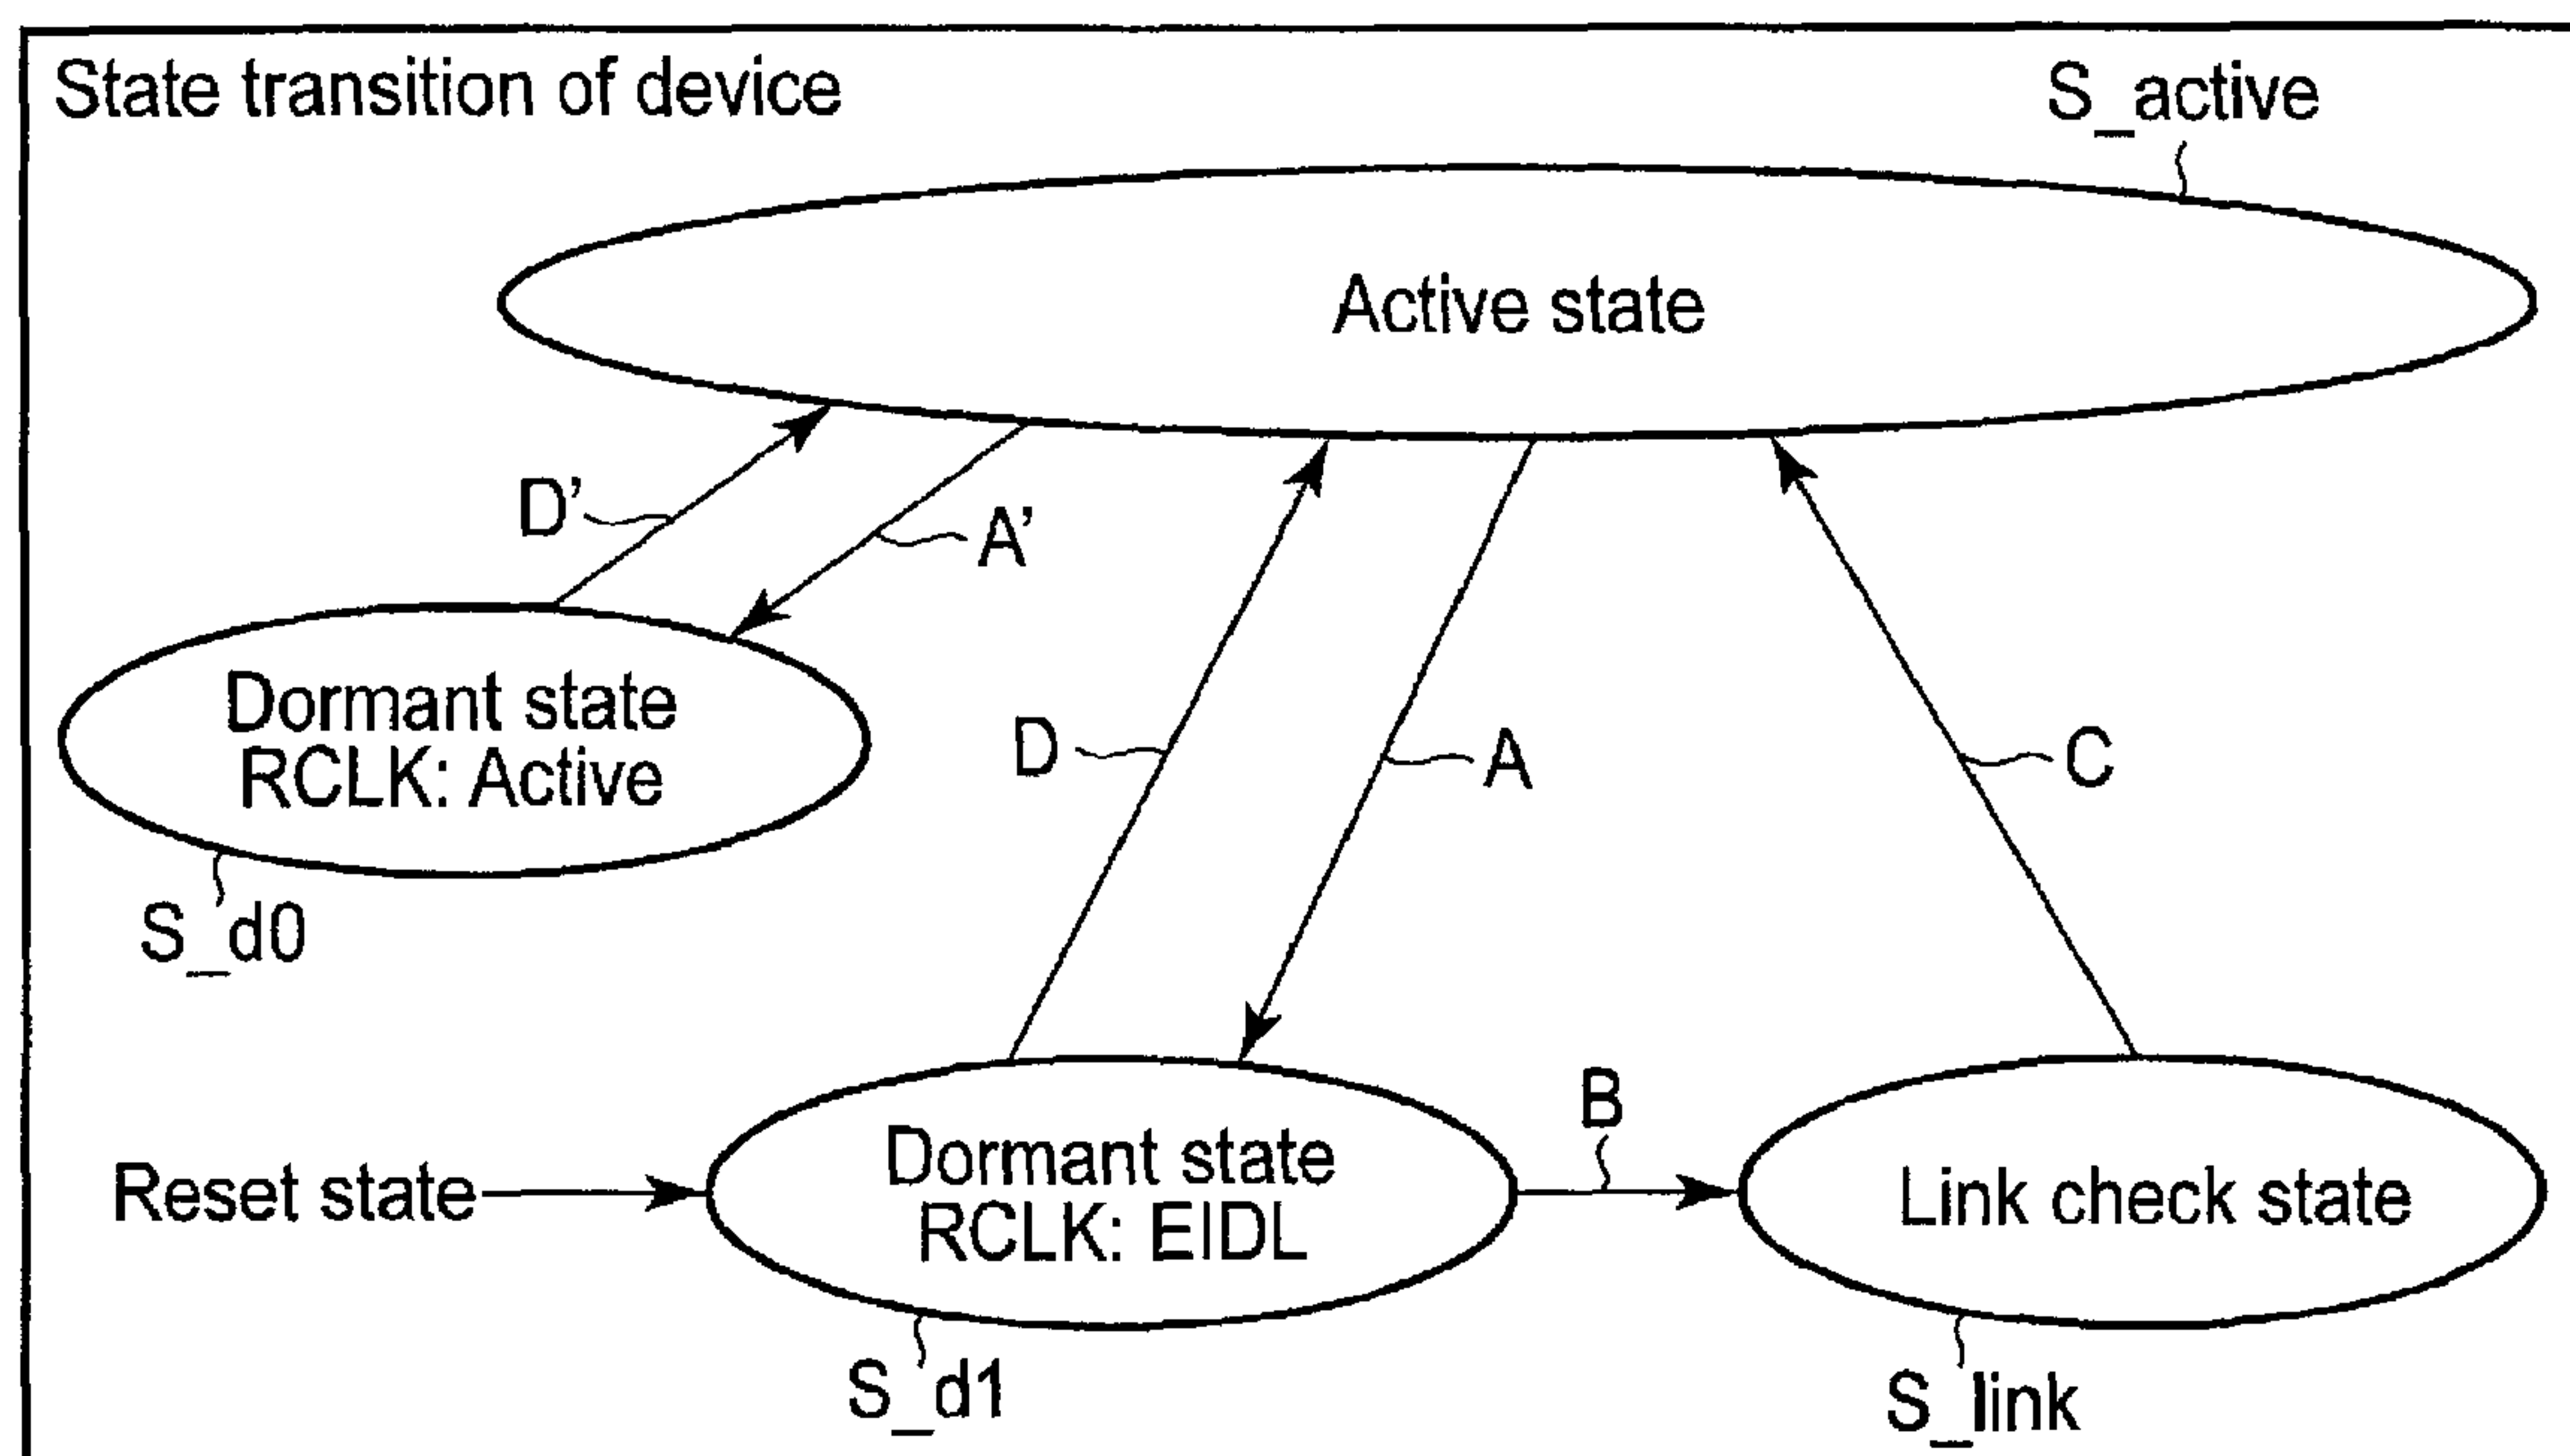 State transition of device
S_active
Active state
D'
A'
Dormant state
RCLK: Active
D
A
C
S_d0
B
Reset state
Dormant state
RCLK: EIDL
Link check state
S_d1
S_link